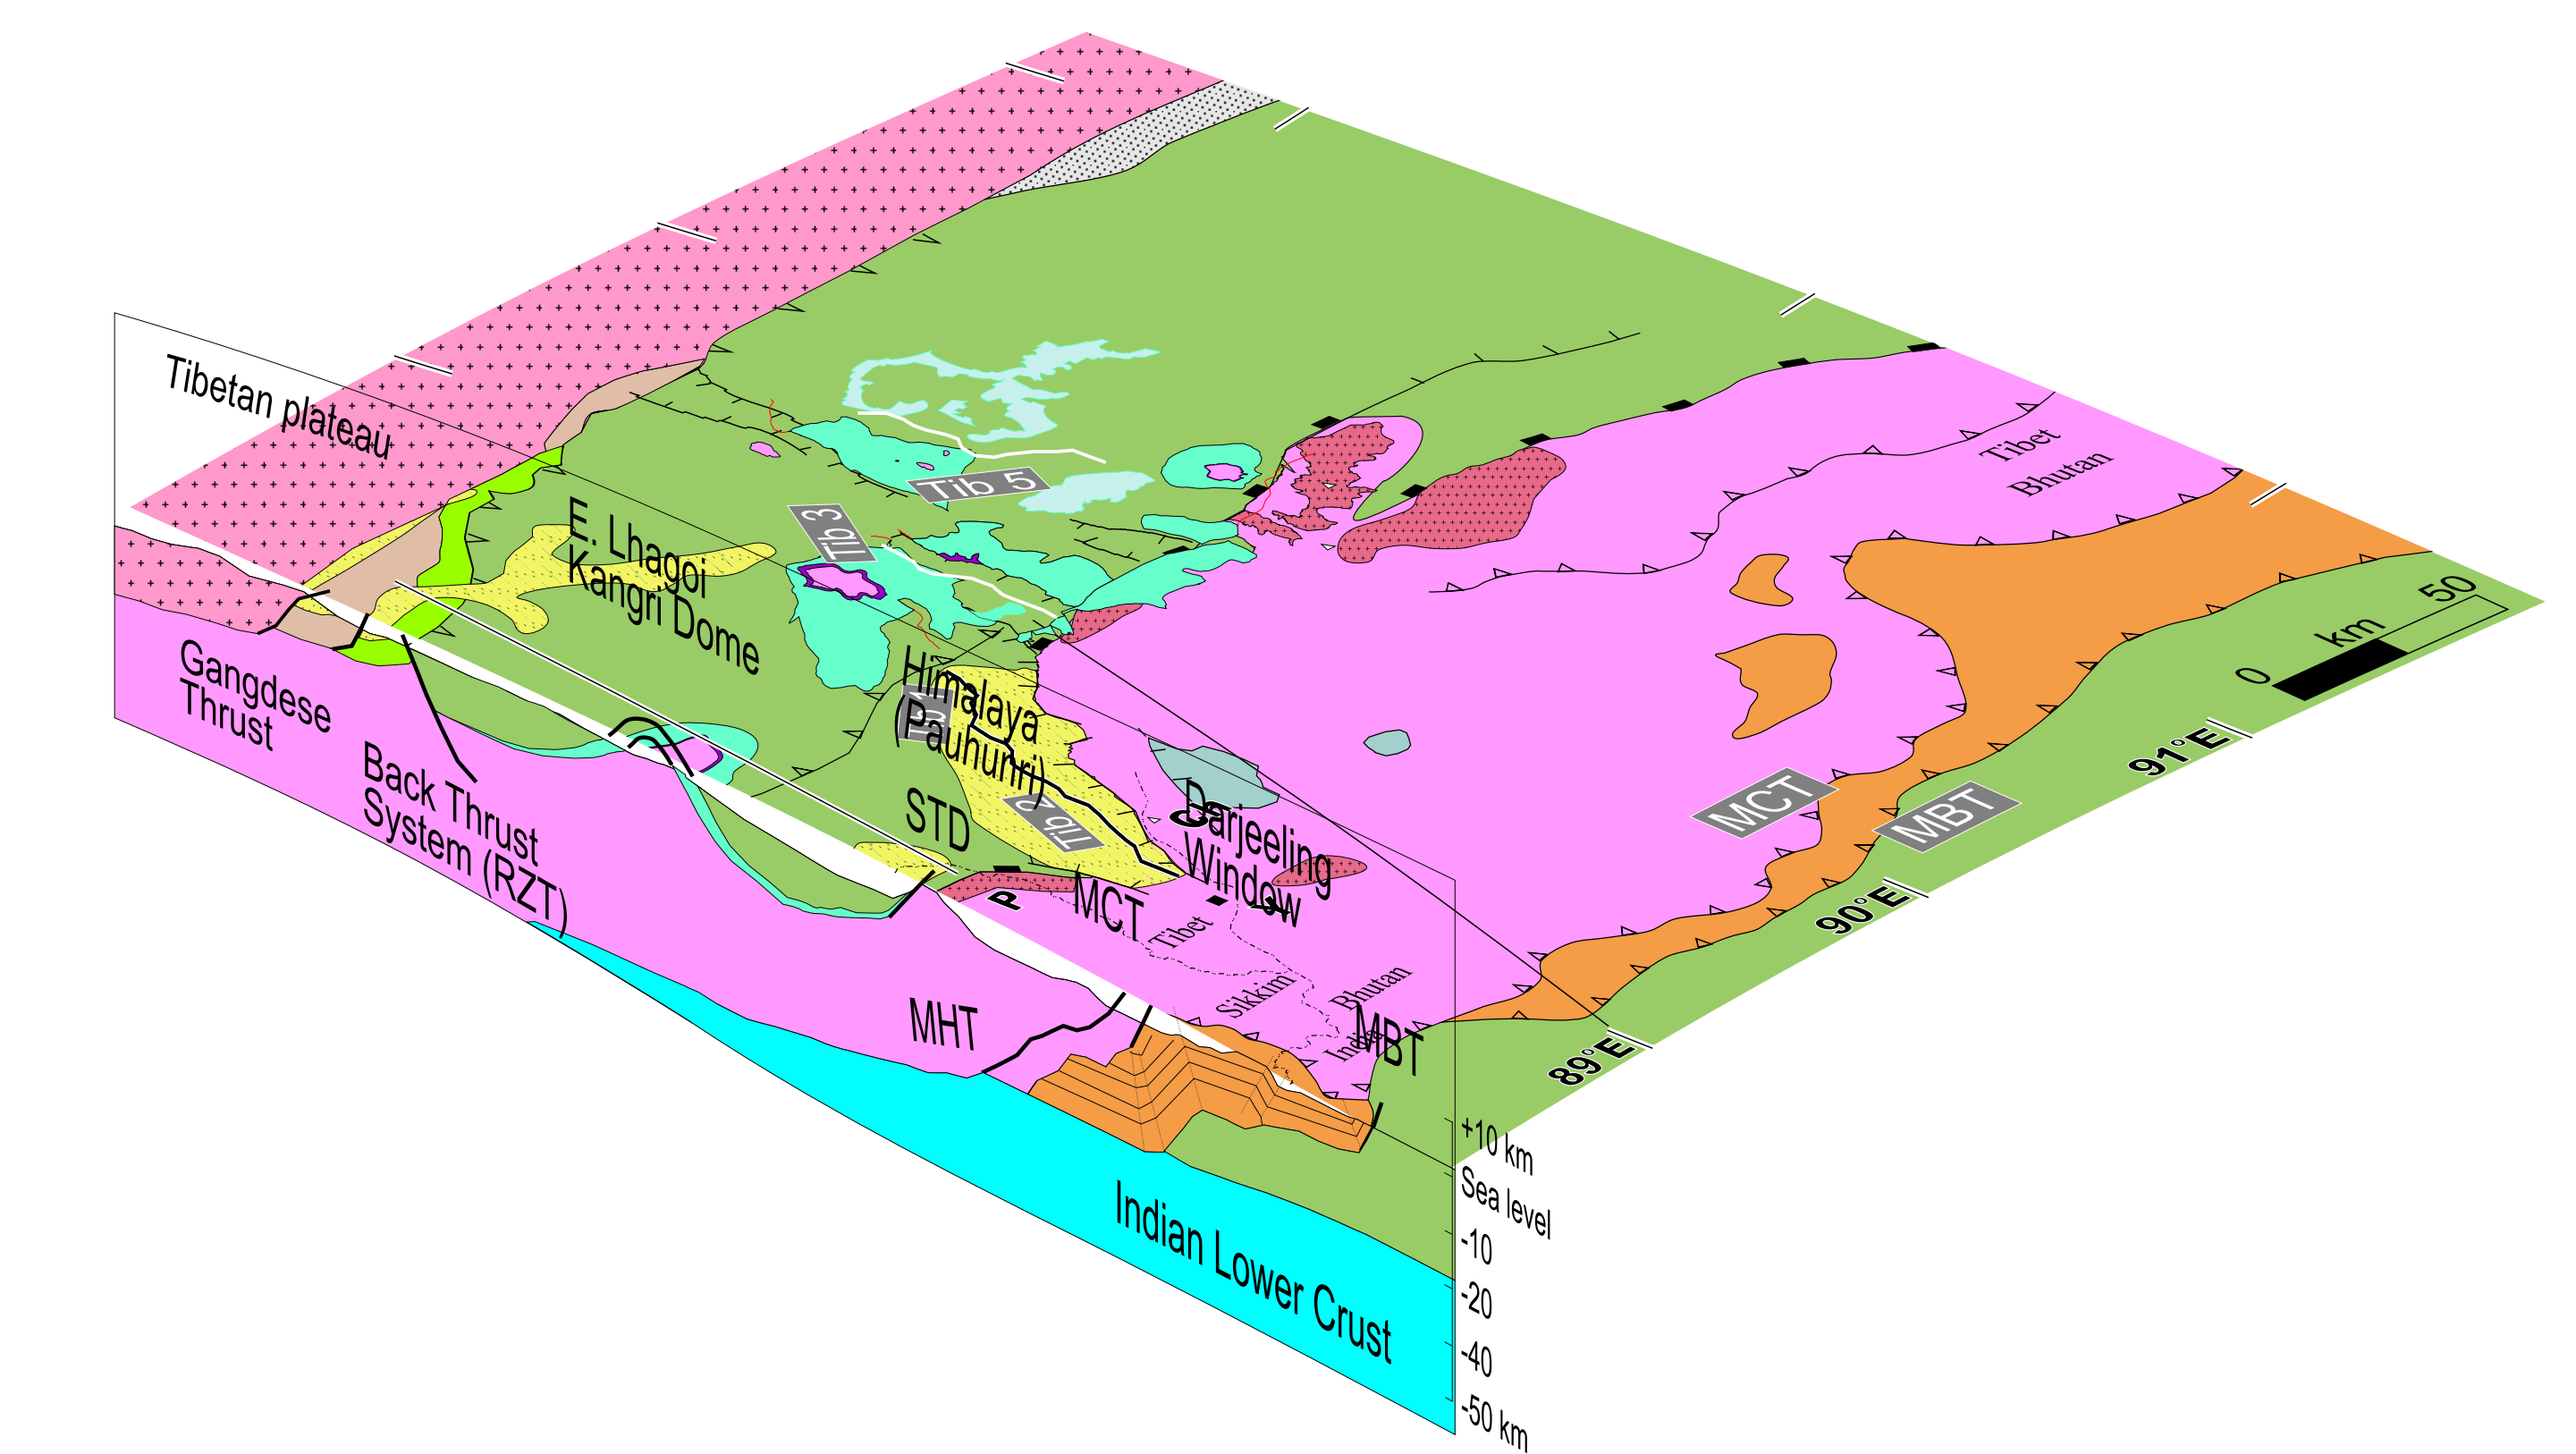 Tibetan plateau
Tib 5
Tib 3
E. Lhagoi
Kangri Dome
Tibet
Bhutan
0 km 50
Gangdese
Thrust
Himalaya
(Pauhunri)
Tib 2
Back Thrust
System (RZT)
STD
Darjeeling
Window
MCT
MBT
91°E
90°E
89°E
P
MCT
Tibet
Sikkim
Bhutan
India
MHT
MBT
+10 km
Sea level
-10
-20
-40
-50 km
Indian Lower Crust